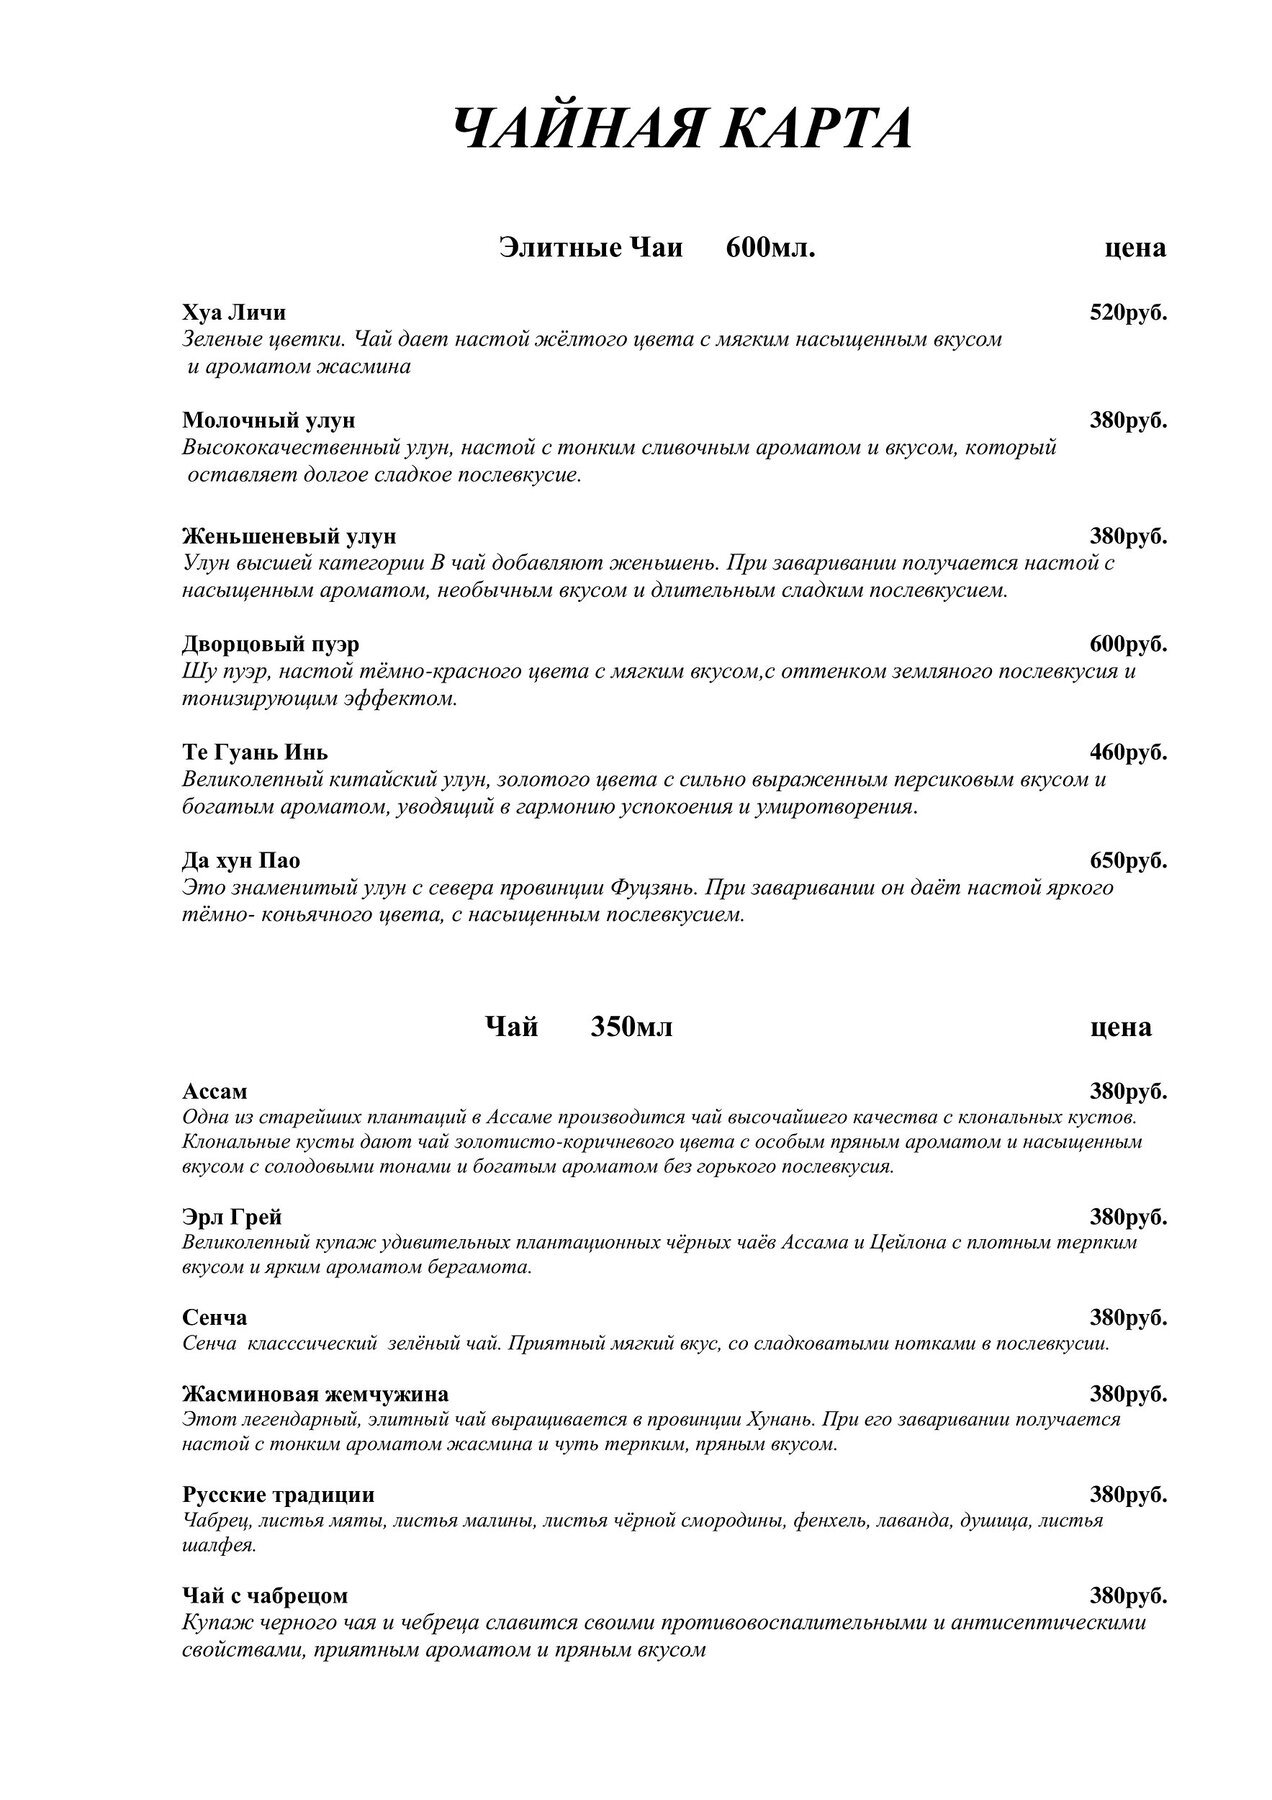 ЧАЙНАЯ КАРТА
Элитные Чаи 600мл. цена
Хуа Личи 520руб.
Зеленые цветки. Чай дает настой жёлтого цвета с мягким насыщенным вкусом
и ароматом жасмина
Молочный улун 380руб.
Высококачественный улун, настой с тонким сливочным ароматом и вкусом, который
оставляет долгое сладкое послевкусие.
Женьшеневый улун 380руб.
Улун высшей категории В чай добавляют женьшень. При заваривании получается настой с
насыщенным ароматом, необычным вкусом и длительным сладким послевкусием.
Дворцовый пуэр 600руб.
Шу пуэр, настой тёмно-красного цвета с мягким вкусом,с оттенком земляного послевкусия и
тонизирующим эффектом.
Те Гуань Инь 460руб.
Великолепный китайский улун, золотого цвета с сильно выраженным персиковым вкусом и
богатым ароматом, уводящий в гармонию успокоения и умиротворения.
Да хун Пао 650руб.
Это знаменитый улун с севера провинции Фуцзянь. При заваривании он даёт настой яркого
тёмно- коньячного цвета, с насыщенным послевкусием.
Чай 350мл цена
Ассам 380руб.
Одна из старейших плантаций в Ассаме производится чай высочайшего качества с клональных кустов.
Клональные кусты дают чай золотисто-коричневого цвета с особым пряным ароматом и насыщенным
вкусом с солодовыми тонами и богатым ароматом без горького послевкусия.
Эрл Грей 380руб.
Великолепный купаж удивительных плантационных чёрных чаёв Ассама и Цейлона с плотным терпким
вкусом и ярким ароматом бергамота.
Сенча 380руб.
Сенча класссический зелёный чай. Приятный мягкий вкус, со сладковатыми нотками в послевкусии.
Жасминовая жемчужина 380руб.
Этот легендарный, элитный чай выращивается в провинции Хунань. При его заваривании получается
настой с тонким ароматом жасмина и чуть терпким, пряным вкусом.
Русские традиции 380руб.
Чабрец, листья мяты, листья малины, листья чёрной смородины, фенхель, лаванда, душица, листья
шалфея.
Чай с чабрецом 380руб.
Купаж черного чая и чебреца славится своими противовоспалительными и антисептическими
свойствами, приятным ароматом и пряным вкусом